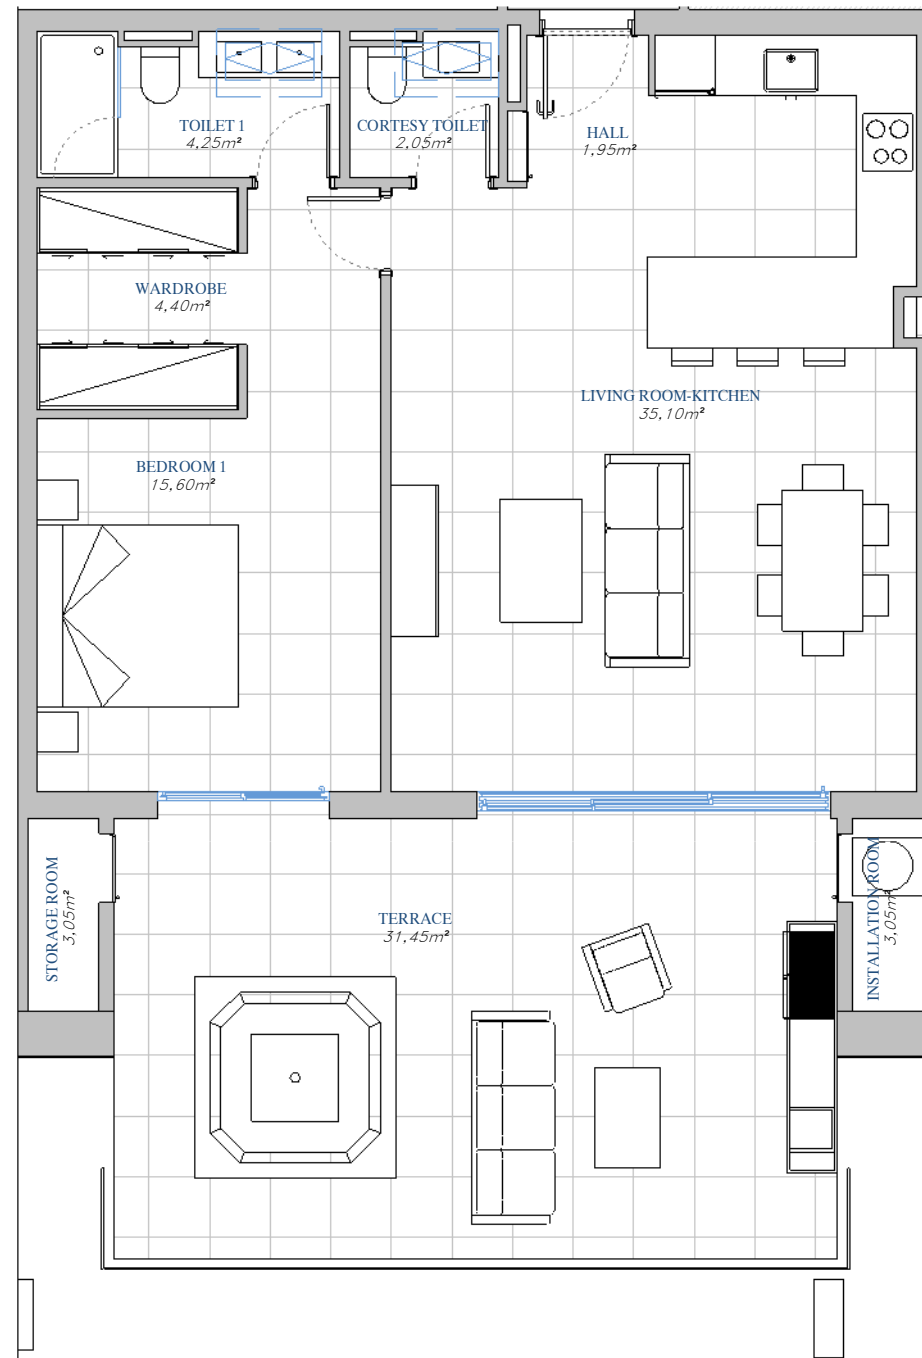 TOILET 1
4,25m²
CORTESY TOILET
2,05m²
HALL
1,95m²
WARDROBE
4,40m²
LIVING ROOM-KITCHEN
35,10m²
BEDROOM 1
15,60m²
STORAGE ROOM
3,05m²
TERRACE
31,45m²
INSTALLATION ROOM
3,05m²